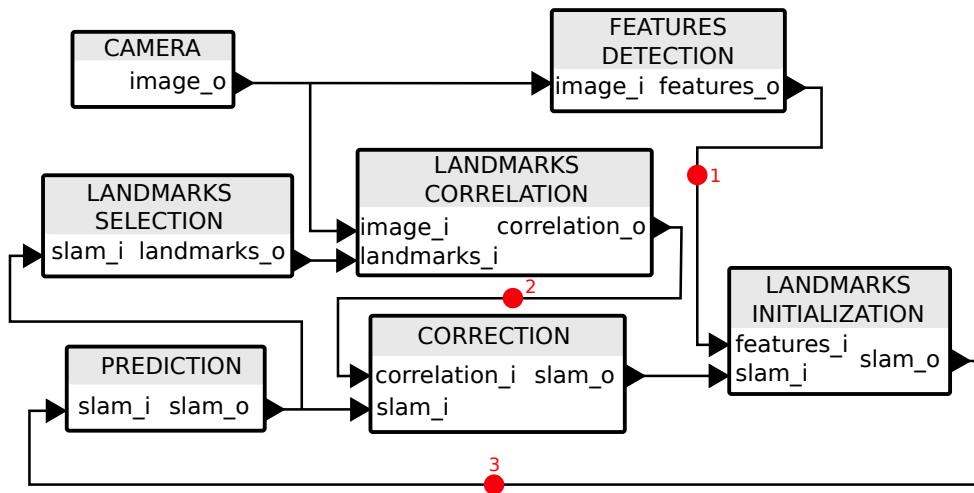 CAMERA
image_o
FEATURES
DETECTION
image_i features_o
1
LANDMARKS
SELECTION
slam_i landmarks_o
LANDMARKS
CORRELATION
image_i correlation_o
landmarks_i
2
LANDMARKS
INITIALIZATION
features_i
slam_i slam_o
PREDICTION
slam_i slam_o
CORRECTION
correlation_i slam_o
slam_i
3